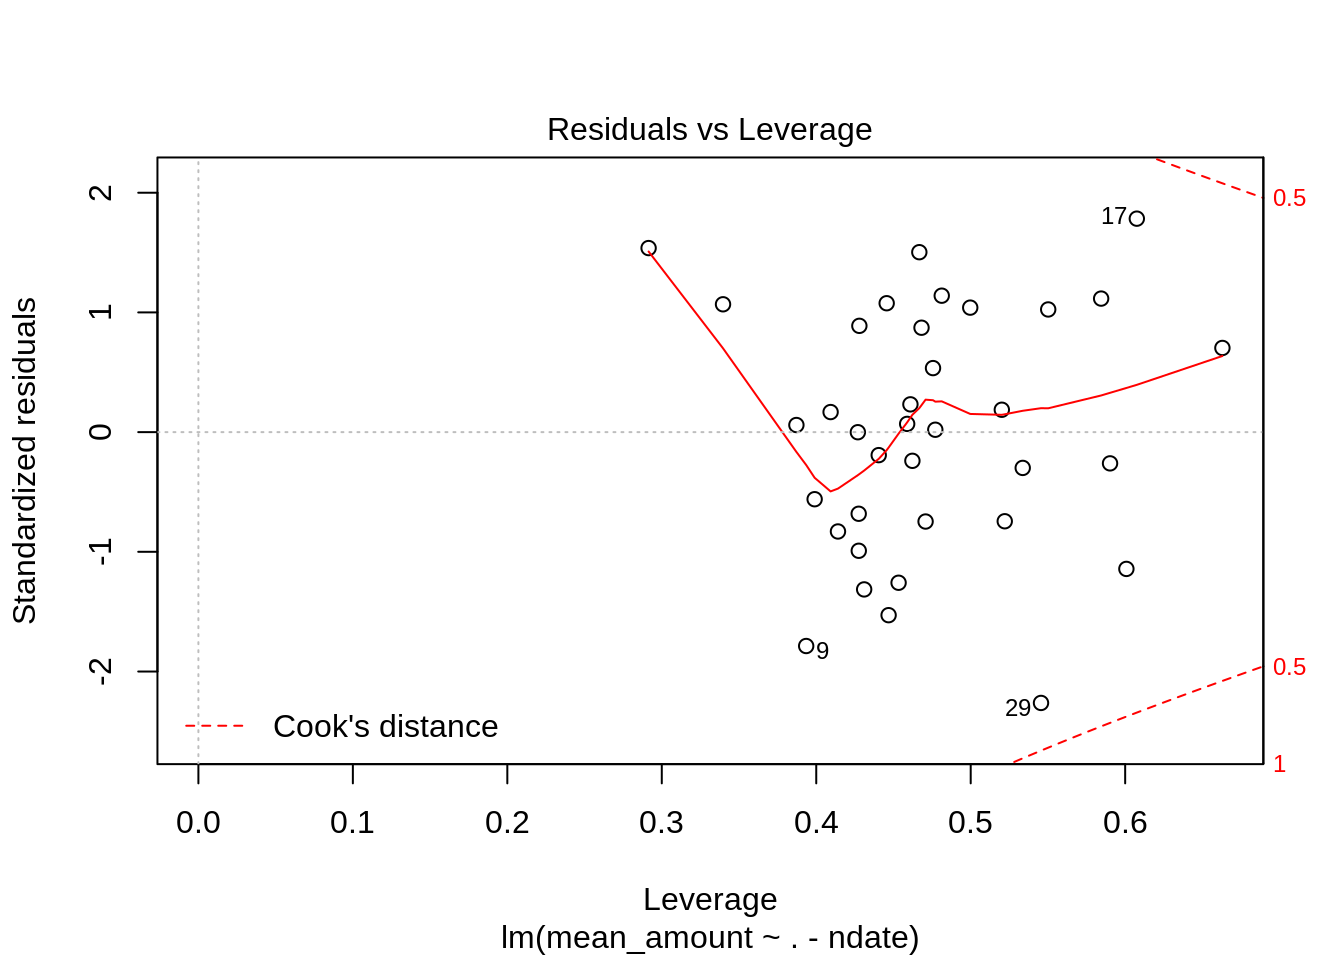 Residuals vs Leverage
Standardized residuals
2
1
0
-1
-2
17
9
29
0.5
0.5
1
Cook's distance
0.0 0.1 0.2 0.3 0.4 0.5 0.6
Leverage
lm(mean_amount ~ . - ndate)